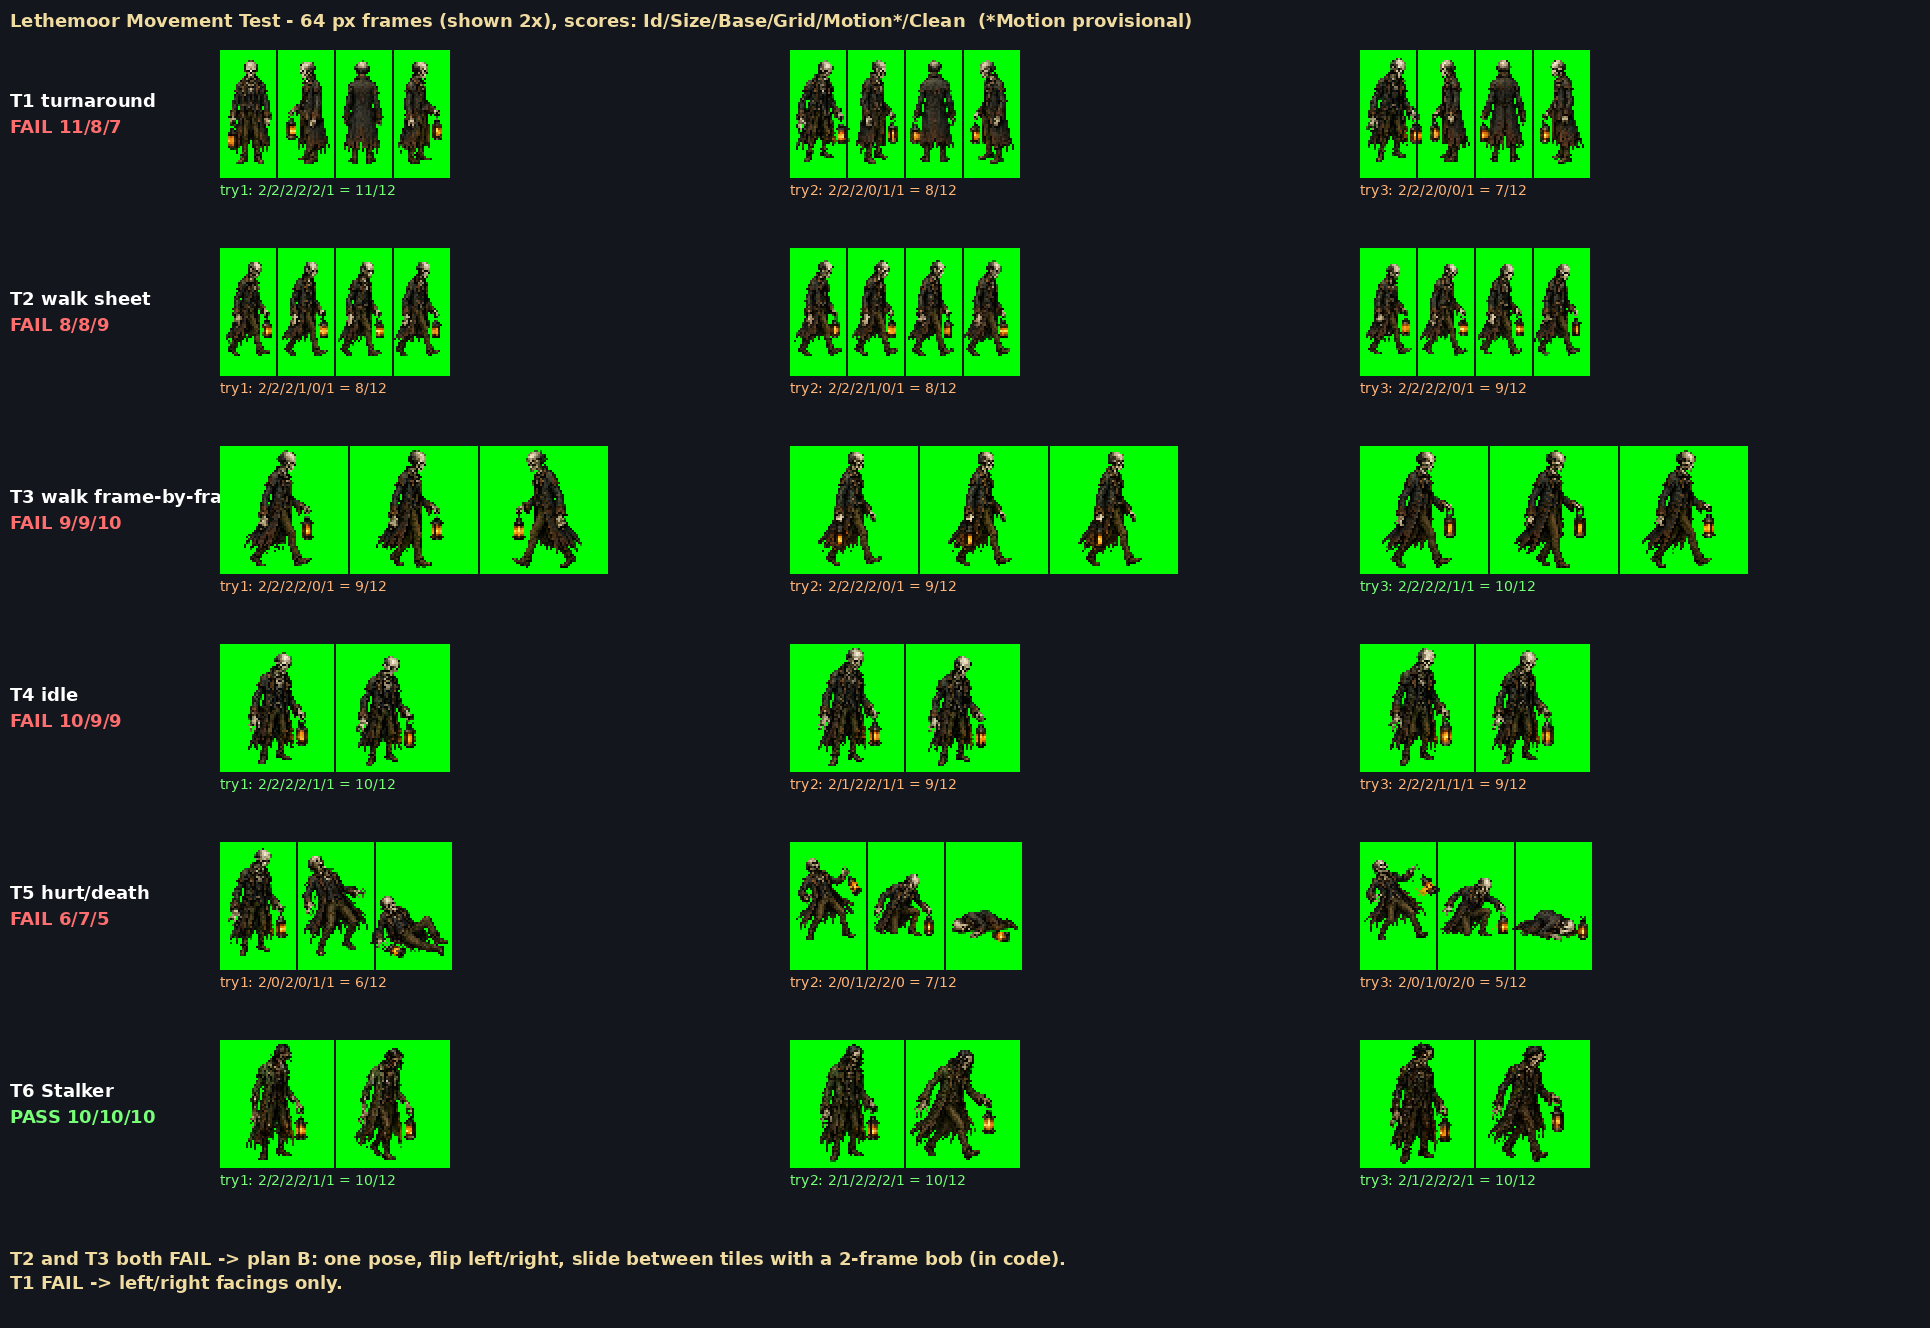 Lethemoor Movement Test - 64 px frames (shown 2x), scores: Id/Size/Base/Grid/Motion*/Clean  (*Motion provisional)
T1 turnaround
FAIL 11/8/7
try1: 2/2/2/2/2/1 = 11/12
try2: 2/2/2/0/1/1 = 8/12
try3: 2/2/2/0/0/1 = 7/12
T2 walk sheet
FAIL 8/8/9
try1: 2/2/2/1/0/1 = 8/12
try2: 2/2/2/1/0/1 = 8/12
try3: 2/2/2/2/0/1 = 9/12
T3 walk frame-by-fra
FAIL 9/9/10
try1: 2/2/2/2/0/1 = 9/12
try2: 2/2/2/2/0/1 = 9/12
try3: 2/2/2/2/1/1 = 10/12
T4 idle
FAIL 10/9/9
try1: 2/2/2/2/1/1 = 10/12
try2: 2/1/2/2/1/1 = 9/12
try3: 2/2/2/1/1/1 = 9/12
T5 hurt/death
FAIL 6/7/5
try1: 2/0/2/0/1/1 = 6/12
try2: 2/0/1/2/2/0 = 7/12
try3: 2/0/1/0/2/0 = 5/12
T6 Stalker
PASS 10/10/10
try1: 2/2/2/2/1/1 = 10/12
try2: 2/1/2/2/2/1 = 10/12
try3: 2/1/2/2/2/1 = 10/12
T2 and T3 both FAIL -> plan B: one pose, flip left/right, slide between tiles with a 2-frame bob (in code).
T1 FAIL -> left/right facings only.